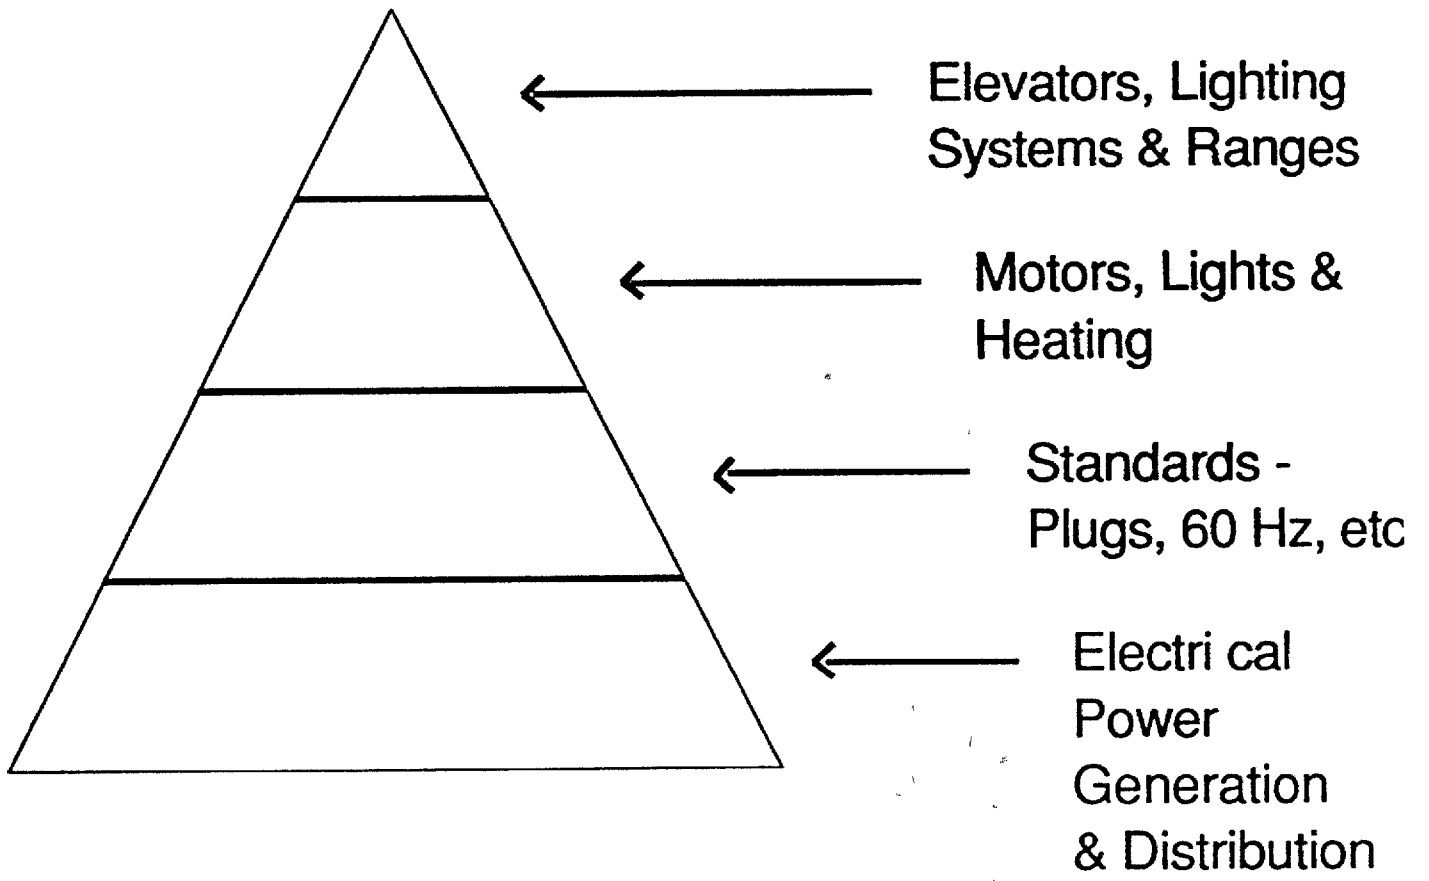 Elevators, Lighting
Systems & Ranges
Motors, Lights &
Heating
Standards -
Plugs, 60 Hz, etc
Electri cal
Power
Generation
& Distribution